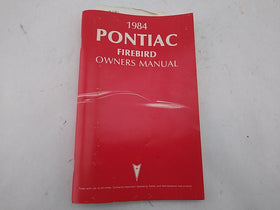 1984
PONTIAC
FIREBIRD
OWNERS MANUAL